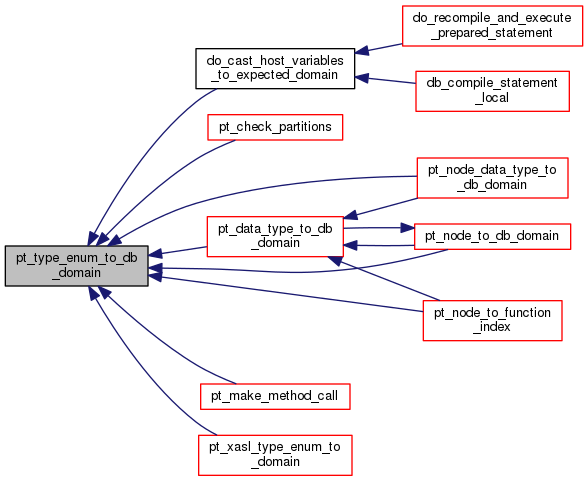 do_recompile_and_execute
_prepared_statement
do_cast_host_variables
_to_expected_domain
db_compile_statement
_local
pt_check_partitions
pt_node_data_type_to
_db_domain
pt_data_type_to_db
_domain
pt_node_to_db_domain
pt_type_enum_to_db
_domain
pt_node_to_function
_index
pt_make_method_call
pt_xasl_type_enum_to
_domain